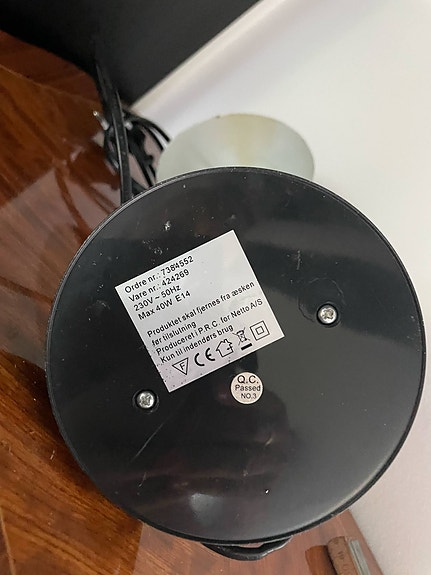 Ordre nr.: 7384552
Vare nr.: 424269
230V ~ 50Hz
Max 40W E14
Produktet skal fjernes fra æsken
før tilslutning
Produceret i P.R.C. for Netto A/S
Kun til indendørs brug
F CE
Q.C.
Passed
NO.3